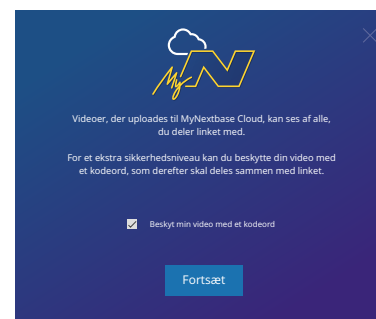 My N
Videoer, der uploades til MyNextbase Cloud, kan ses af alle,
du deler linket med.
For et ekstra sikkerhedsniveau kan du beskytte din video med
et kodeord, som derefter skal deles sammen med linket.
Beskyt min video med et kodeord
Fortsæt